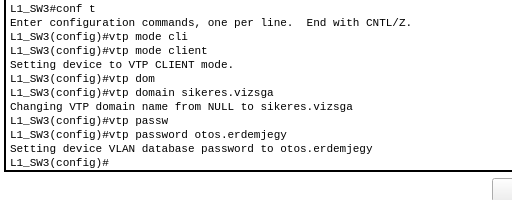 L1_SW3#conf t
Enter configuration commands, one per line.  End with CNTL/Z.
L1_SW3(config)#vtp mode cli
L1_SW3(config)#vtp mode client
Setting device to VTP CLIENT mode.
L1_SW3(config)#vtp dom
L1_SW3(config)#vtp domain sikeres.vizsga
Changing VTP domain name from NULL to sikeres.vizsga
L1_SW3(config)#vtp passw
L1_SW3(config)#vtp password otos.erdemjegy
Setting device VLAN database password to otos.erdemjegy
L1_SW3(config)#